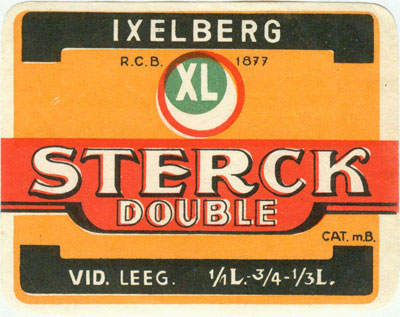 IXELBERG
R.C.B. 1877
XL
STERCK
DOUBLE
CAT. m.B.
VID. LEEG. 1/1L.-3/4-1/3L.